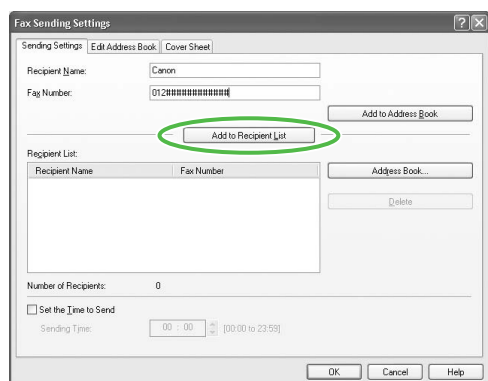 Fax Sending Settings
Sending Settings Edit Address Book Cover Sheet
Recipient Name: Canon
Fax Number: 012############
Add to Address Book
Add to Recipient List
Recipient List:
Recipient Name Fax Number
Address Book...
Delete
Number of Recipients: 0
Set the Time to Send
Sending Time: 00 : 00 [00:00 to 23:59]
OK Cancel Help